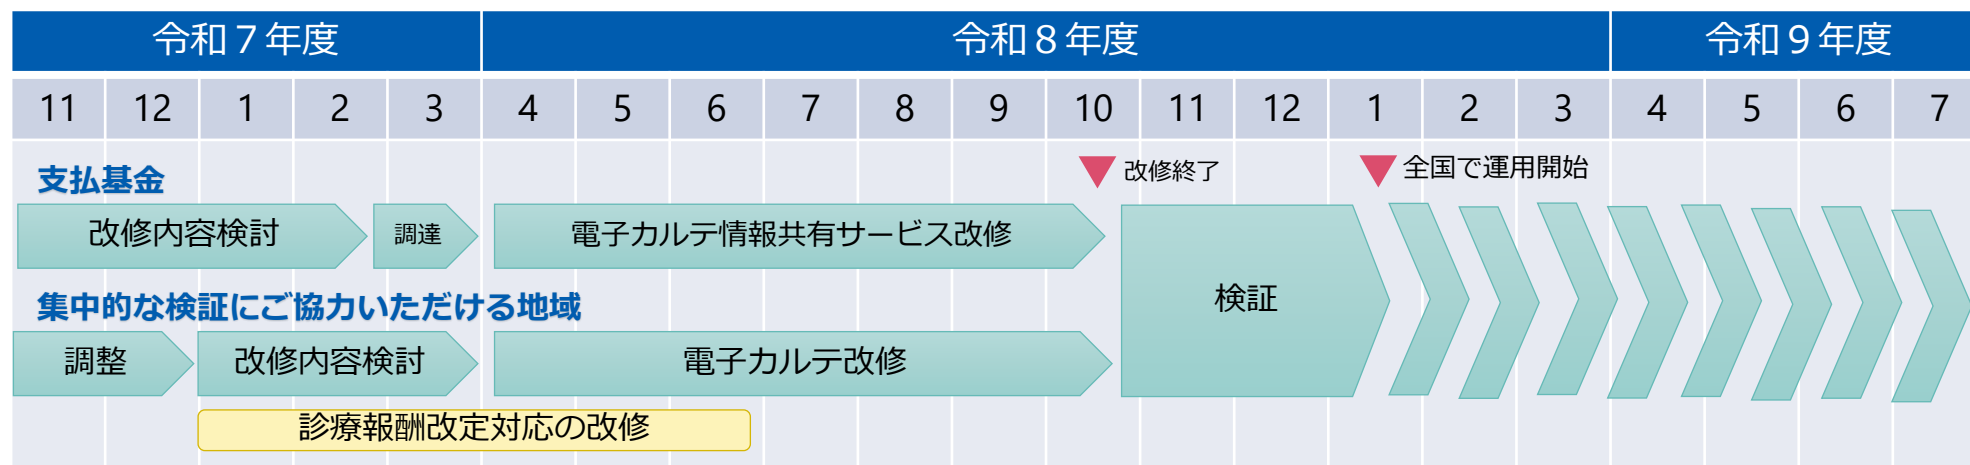 令和７年度 令和８年度 令和９年度
11 12 1 2 3 4 5 6 7 8 9 10 11 12 1 2 3 4 5 6 7
支払基金
改修終了
全国で運用開始
改修内容検討 調達 電子カルテ情報共有サービス改修
検証
集中的な検証にご協力いただける地域
調整 改修内容検討 電子カルテ改修
診療報酬改定対応の改修